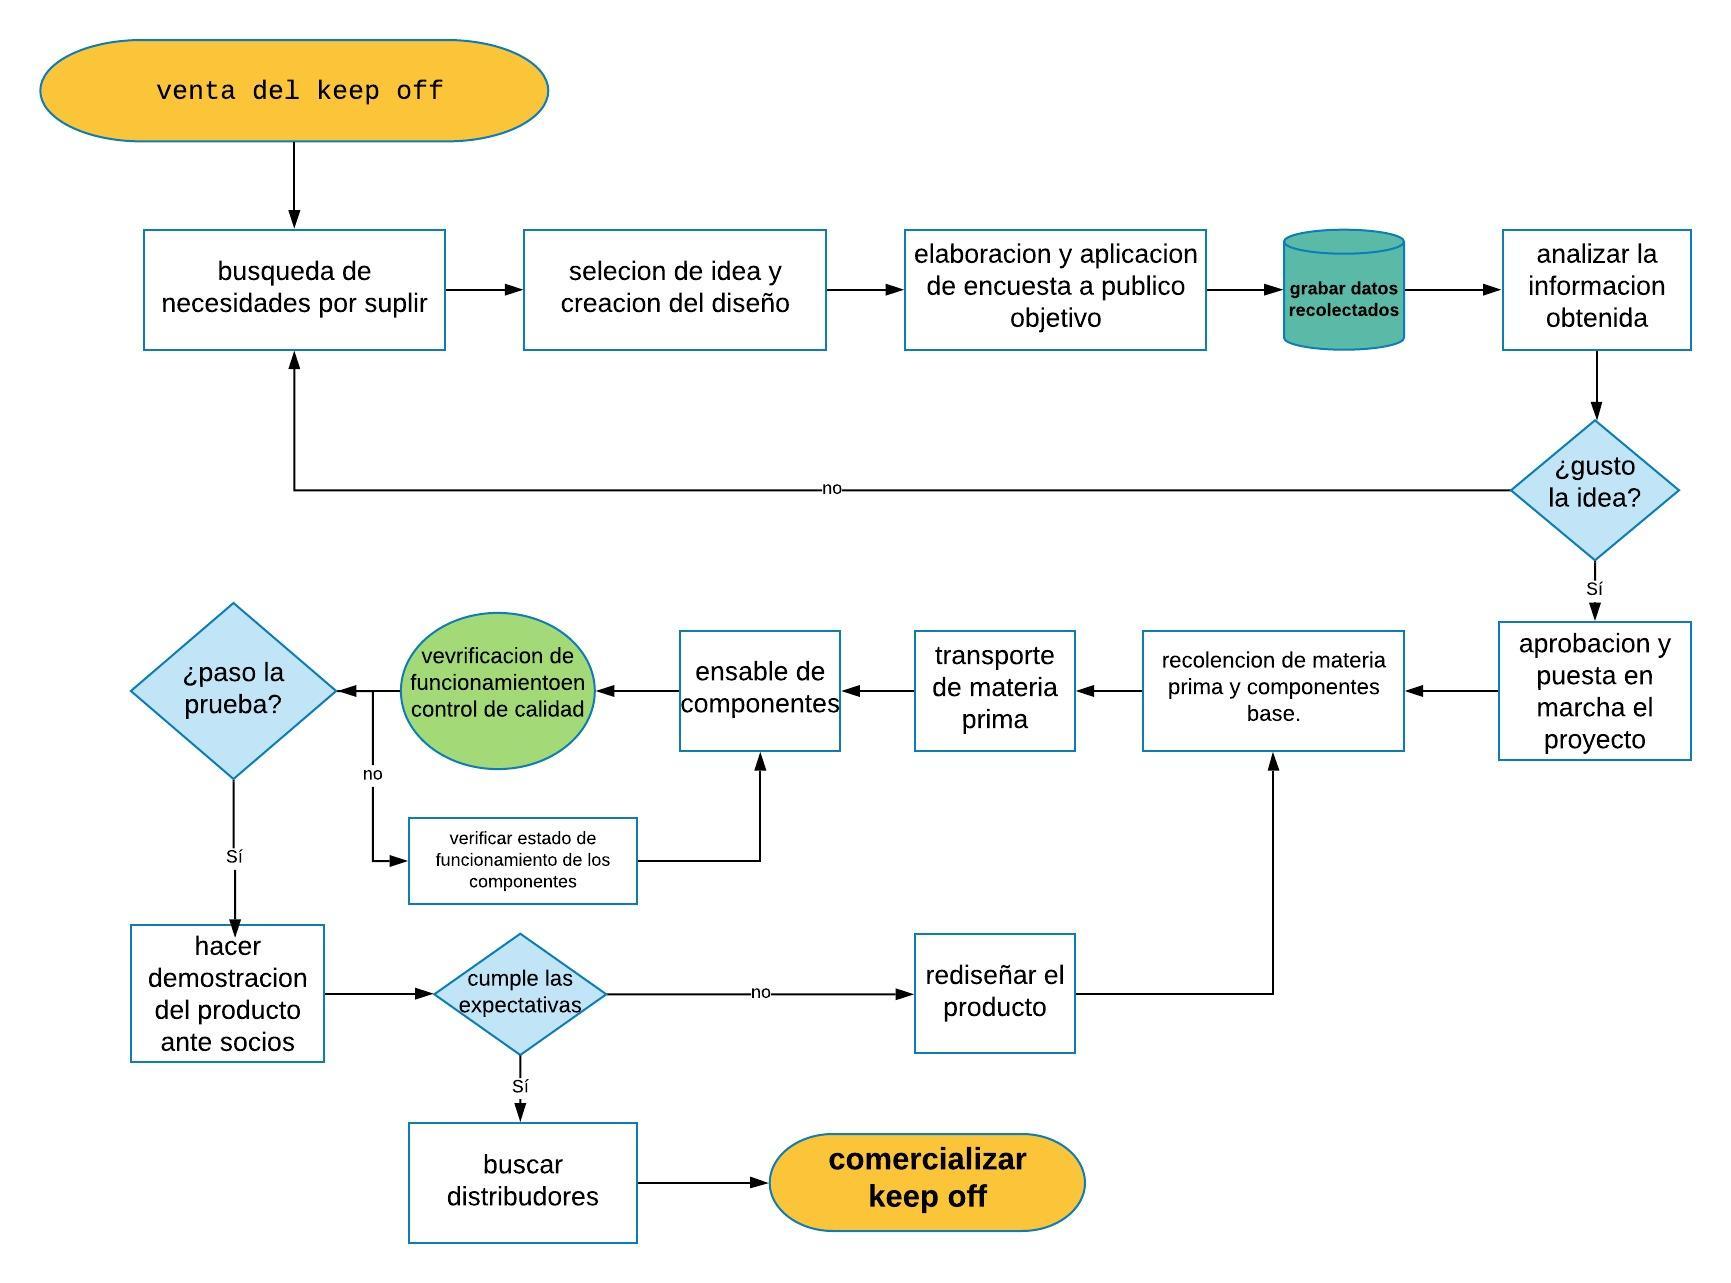 venta del keep off
busqueda de
necesidades por suplir
selecion de idea y
creacion del diseño
elaboracion y aplicacion
de encuesta a publico
objetivo
grabar datos
recolectados
analizar la
informacion
obtenida
¿gusto
la idea?
no
Sí
aprobacion y
puesta en
marcha el
proyecto
recolencion de materia
prima y componentes
base.
transporte
de materia
prima
ensable de
componentes
vevrificacion de
funcionamientoen
control de calidad
¿paso la
prueba?
no
verificar estado de
funcionamiento de los
componentes
Sí
hacer
demostracion
del producto
ante socios
cumple las
expectativas
no
rediseñar el
producto
Sí
buscar
distribudores
comercializar
keep off